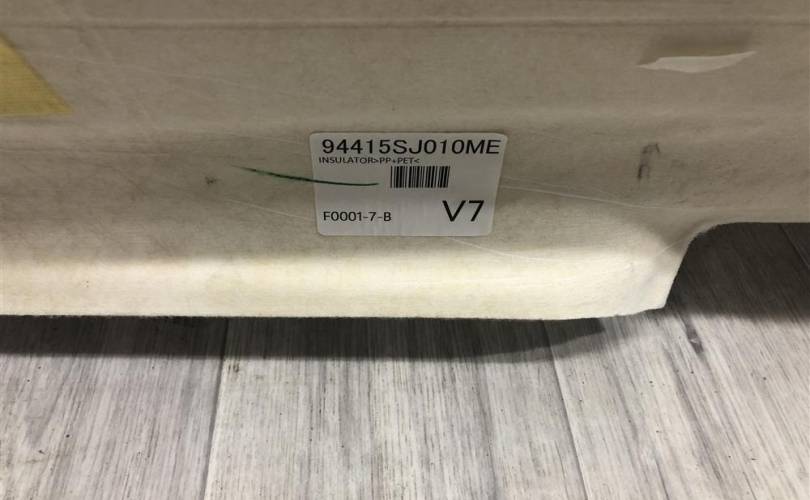 94415SJ010ME
INSULATOR>PP+PET<
F0001-7-B V7